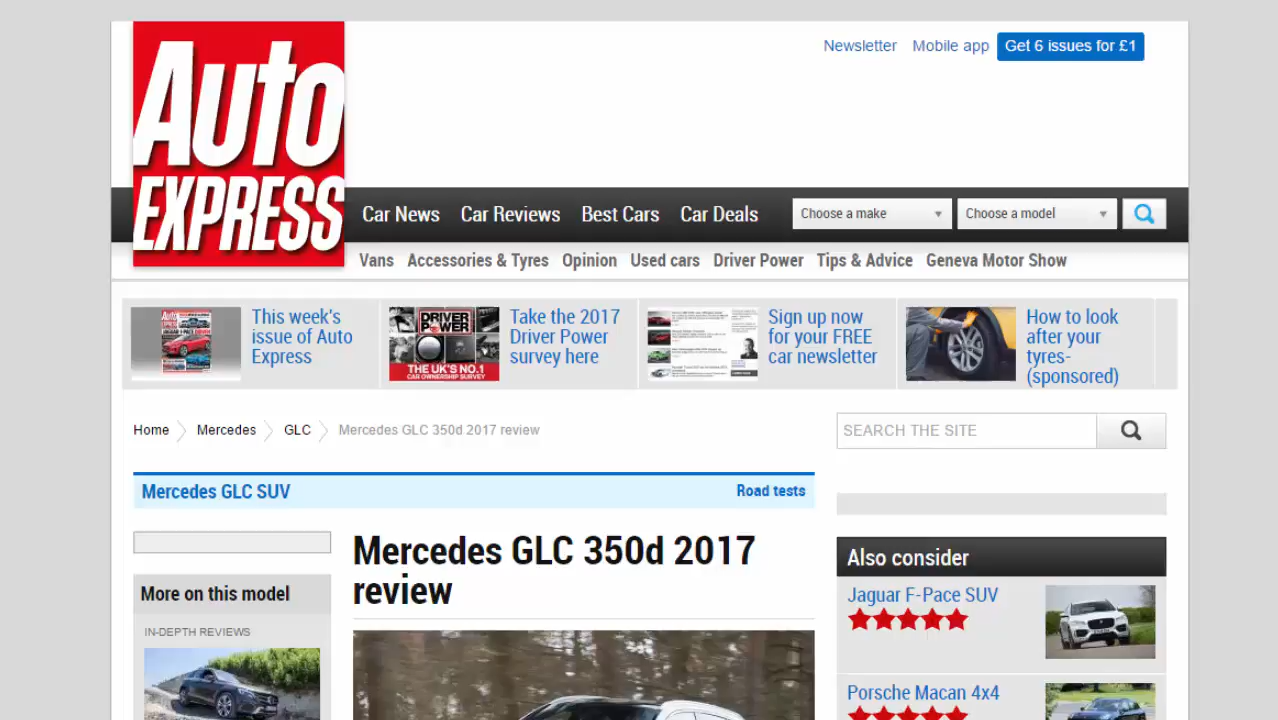 Newsletter Mobile app Get 6 issues for £1
Auto
EXPRESS
Car News Car Reviews Best Cars Car Deals Choose a make Choose a model
Vans Accessories & Tyres Opinion Used cars Driver Power Tips & Advice Geneva Motor Show
This week's
issue of Auto
Express
DRIVER
POWER
THE UK'S NO.1
CAR OWNERSHIP SURVEY
Take the 2017
Driver Power
survey here
Sign up now
for your FREE
car newsletter
How to look
after your
tyres-
(sponsored)
Home Mercedes GLC Mercedes GLC 350d 2017 review
SEARCH THE SITE
Mercedes GLC SUV Road tests
Mercedes GLC 350d 2017
review
More on this model
IN-DEPTH REVIEWS
Also consider
Jaguar F-Pace SUV
Porsche Macan 4x4